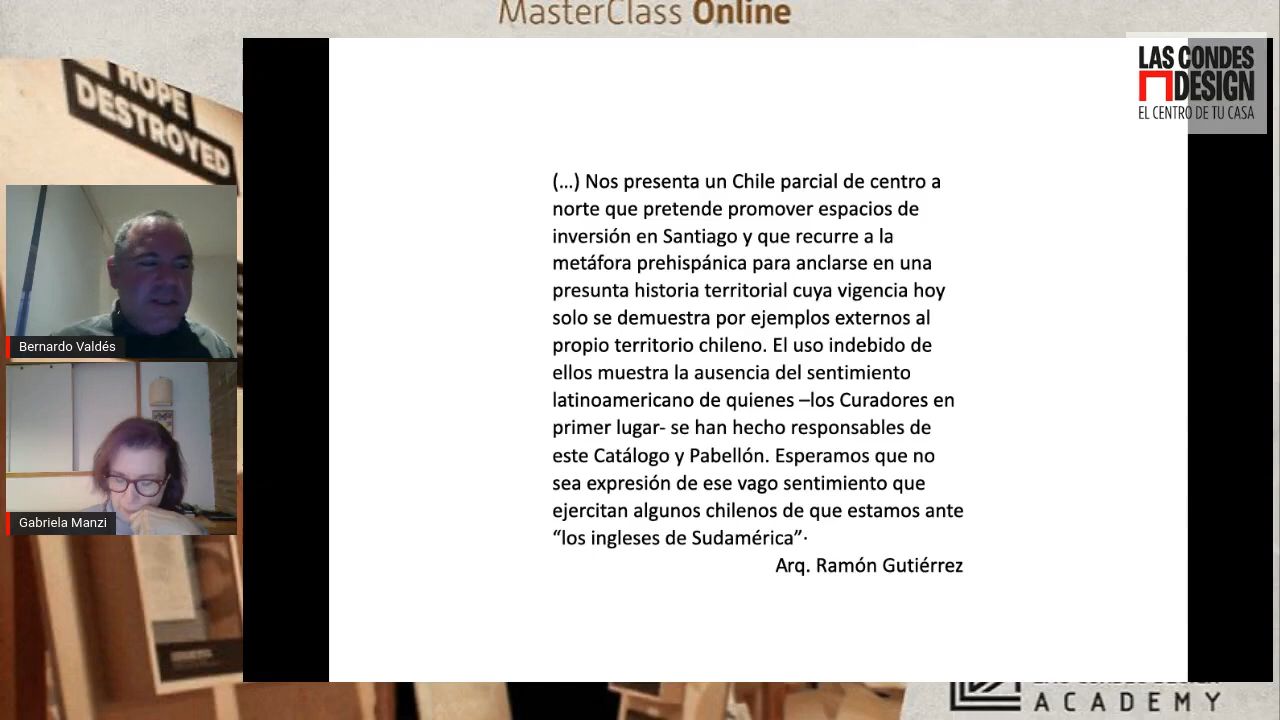 MasterClass Online
LAS CONDES
DESIGN
EL CENTRO DE TU CASA
HOPE
DESTROYED
(...) Nos presenta un Chile parcial de centro a
norte que pretende promover espacios de
inversión en Santiago y que recurre a la
metáfora prehispánica para anclarse en una
presunta historia territorial cuya vigencia hoy
solo se demuestra por ejemplos externos al
propio territorio chileno. El uso indebido de
ellos muestra la ausencia del sentimiento
latinoamericano de quienes –los Curadores en
primer lugar- se han hecho responsables de
este Catálogo y Pabellón. Esperamos que no
sea expresión de ese vago sentimiento que
ejercitan algunos chilenos de que estamos ante
“los ingleses de Sudamérica”·
Arq. Ramón Gutiérrez
Bernardo Valdés
Gabriela Manzi
ACADEMY